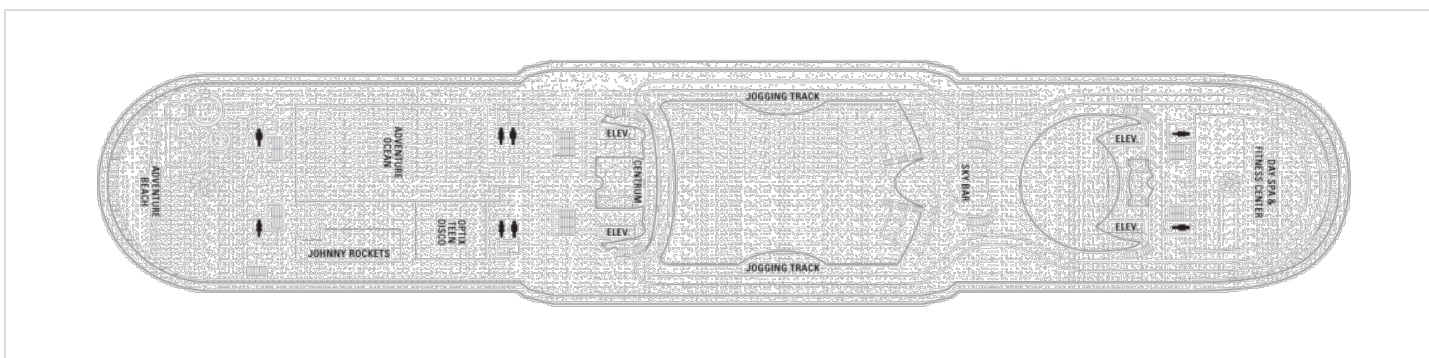 ADVENTURE
BEACH
ADVENTURE
OCEAN
OPTIX
TEEN
DISCO
JOHNNY ROCKETS
ELEV.
CENTRUM
ELEV.
JOGGING TRACK
JOGGING TRACK
SKY BAR
ELEV.
ELEV.
DAY SPA &
FITNESS CENTER